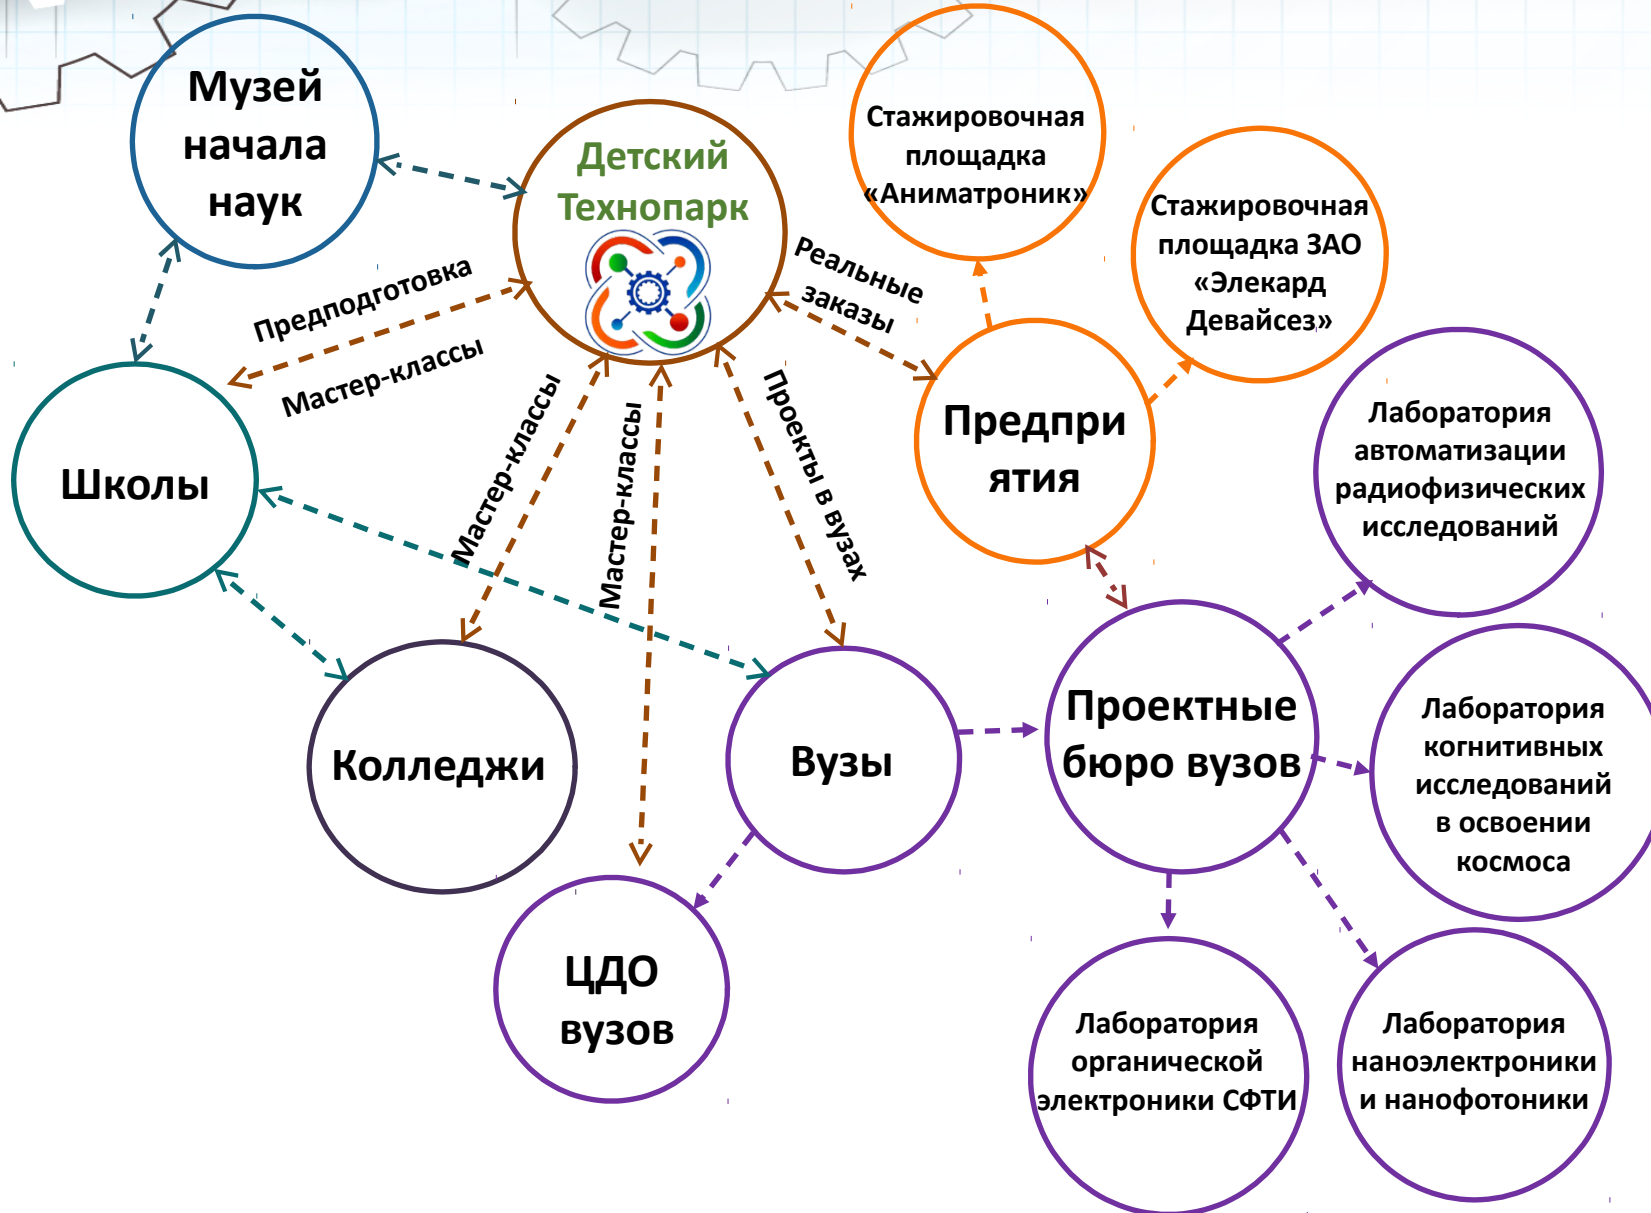 Музей
начала
наук
Детский
Технопарк
Стажировочная
площадка
«Аниматроник»
Стажировочная
площадка ЗАО
«Элекард
Девайсез»
Предподготовка
Мастер-классы
Реальные
заказы
Мастер-классы
Мастер-классы
Проекты в вузах
Школы
Предпри
ятия
Лаборатория
автоматизации
радиофизических
исследований
Колледжи
Вузы
Проектные
бюро вузов
Лаборатория
когнитивных
исследований
в освоении
космоса
ЦДО
вузов
Лаборатория
органической
электроники СФТИ
Лаборатория
наноэлектроники
и нанофотоники